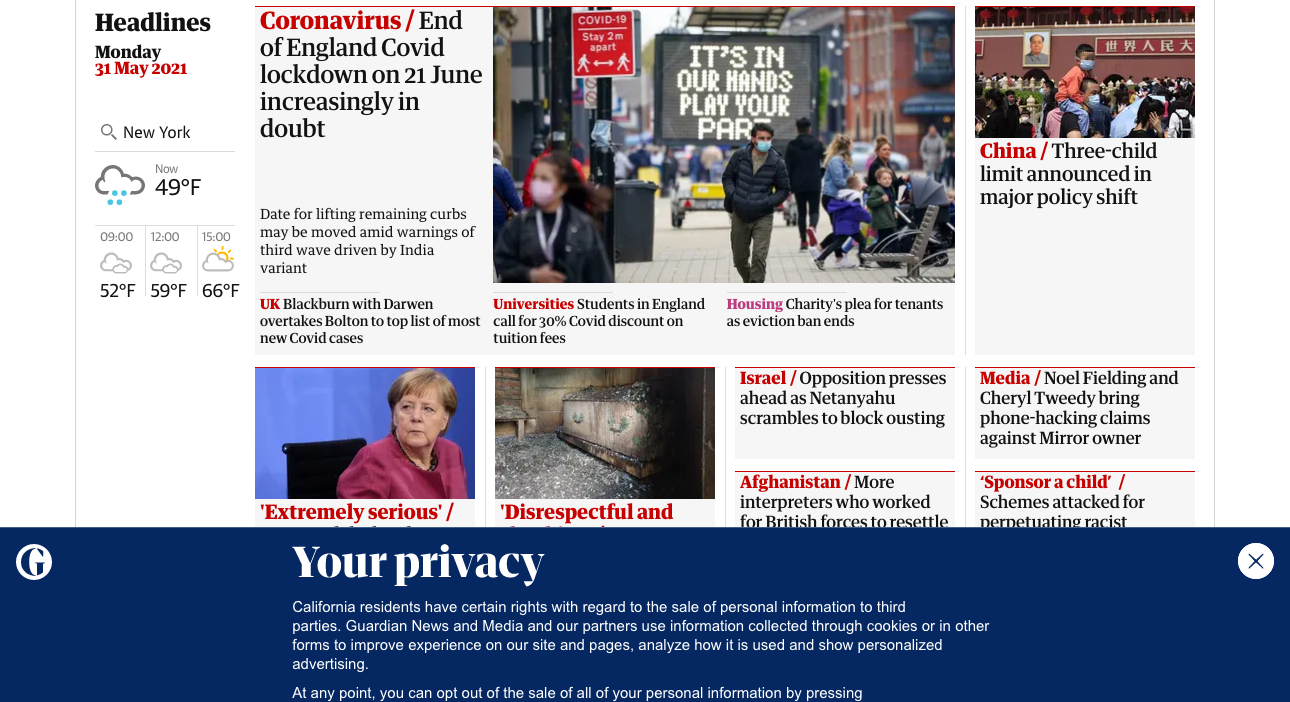 Headlines
Monday
31 May 2021
New York
Now
49°F
09:00
52°F
12:00
59°F
15:00
66°F
Coronavirus / End
of England Covid
lockdown on 21 June
increasingly in
doubt
Date for lifting remaining curbs
may be moved amid warnings of
third wave driven by India
variant
COVID-19
Stay 2m
apart
IT'S IN
OUR HANDS
PLAY YOUR
PART
UK Blackburn with Darwen
overtakes Bolton to top list of most
new Covid cases
Universities Students in England
call for 30% Covid discount on
tuition fees
Housing Charity's plea for tenants
as eviction ban ends
世界人民大
China / Three-child
limit announced in
major policy shift
'Extremely serious' /
'Disrespectful and
Israel / Opposition presses
ahead as Netanyahu
scrambles to block ousting
Afghanistan / More
interpreters who worked
for British forces to resettle
Media / Noel Fielding and
Cheryl Tweedy bring
phone-hacking claims
against Mirror owner
‘Sponsor a child’ /
Schemes attacked for
perpetuating racist
G
Your privacy
California residents have certain rights with regard to the sale of personal information to third
parties. Guardian News and Media and our partners use information collected through cookies or in other
forms to improve experience on our site and pages, analyze how it is used and show personalized
advertising.
At any point, you can opt out of the sale of all of your personal information by pressing